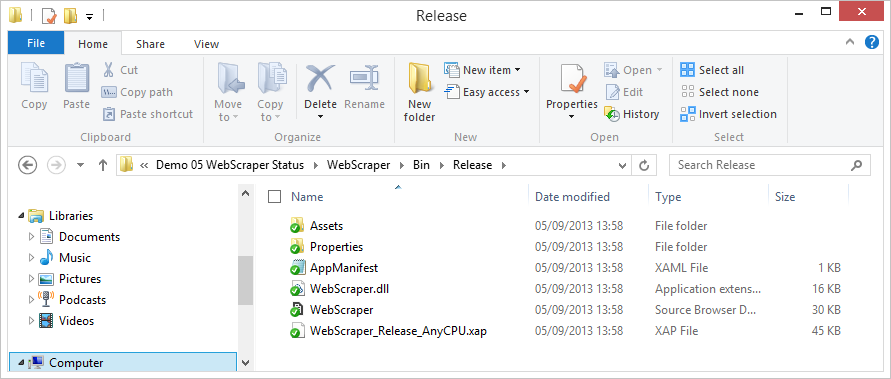 Release
File Home Share View
Copy Paste Cut Copy path Paste shortcut
Clipboard
Move to Copy to Delete Rename
Organize
New folder New item Easy access
New
Properties Open Edit History
Open
Select all Select none Invert selection
Select
« Demo 05 WebScraper Status WebScraper Bin Release
Search Release
Libraries
Documents
Music
Pictures
Podcasts
Videos
Computer
Name Date modified Type Size
Assets 05/09/2013 13:58 File folder
Properties 05/09/2013 13:58 File folder
AppManifest 05/09/2013 13:58 XAML File 1 KB
WebScraper.dll 05/09/2013 13:58 Application extens... 16 KB
WebScraper 05/09/2013 13:58 Source Browser D... 30 KB
WebScraper_Release_AnyCPU.xap 05/09/2013 13:58 XAP File 45 KB